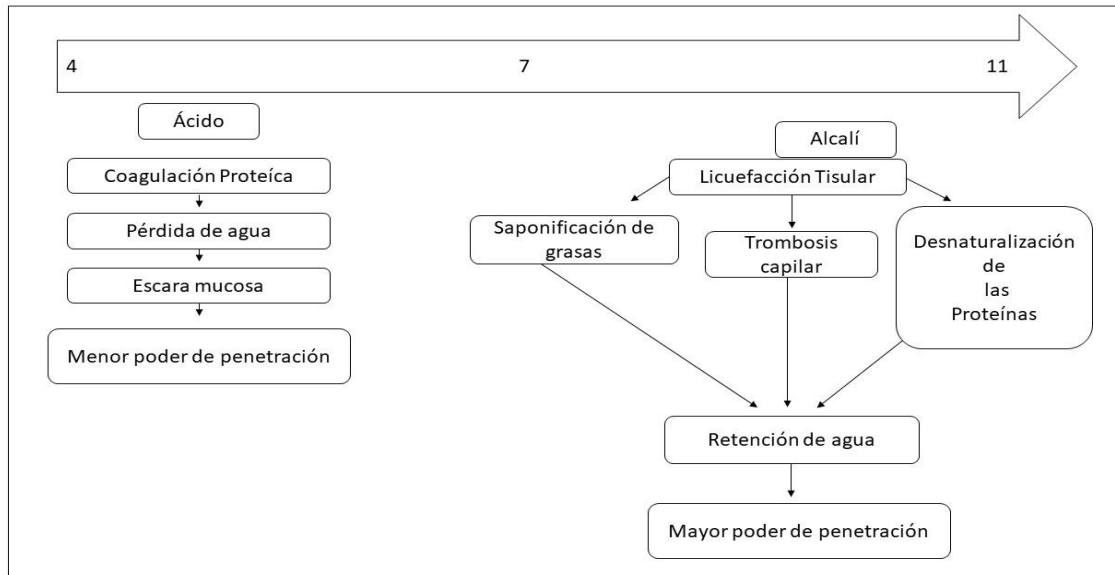 4 7 11
Ácido
Coagulación Proteíca
Pérdida de agua
Escara mucosa
Menor poder de penetración
Alcalí
Licuefacción Tisular
Saponificación de
grasas
Trombosis
capilar
Desnaturalización
de
las
Proteínas
Retención de agua
Mayor poder de penetración